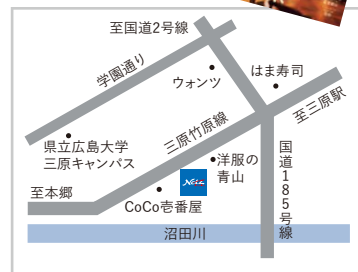 至国道2号線
学園通り
ウォンツ
はま寿司
至三原駅
県立広島大学
三原キャンパス
三原竹原線
洋服の
青山
国道185号線
至本郷
Netz
CoCo壱番屋
沼田川